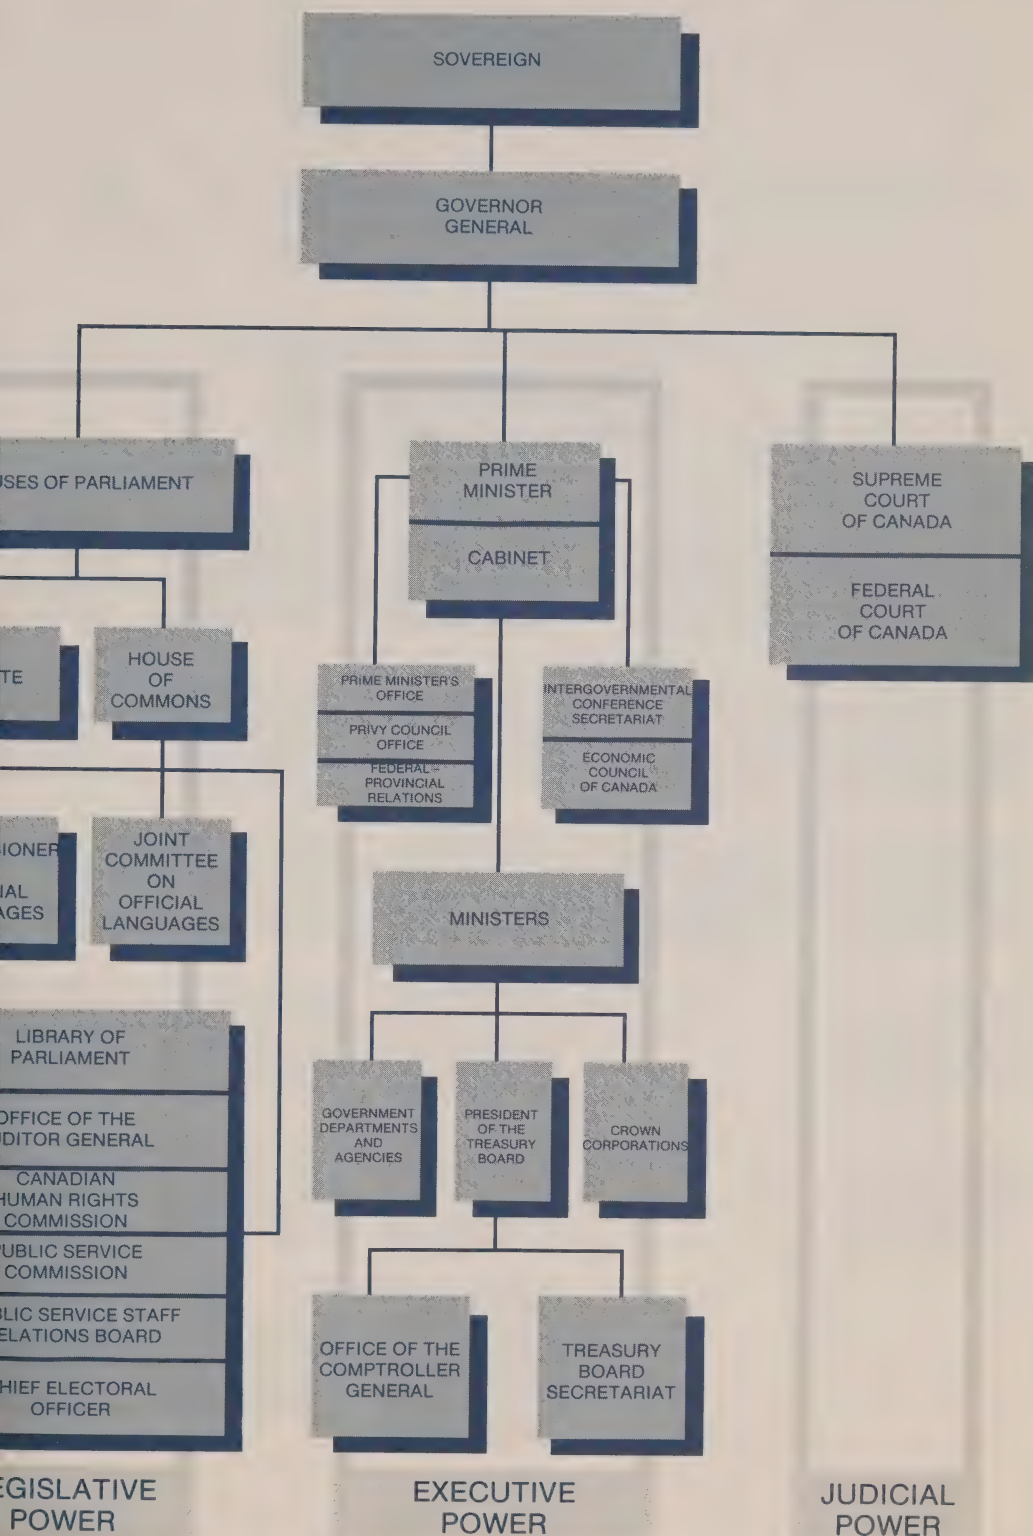 SOVEREIGN
GOVERNOR
GENERAL
USES OF PARLIAMENT
PRIME
MINISTER
CABINET
SUPREME
COURT
OF CANADA
FEDERAL
COURT
OF CANADA
TE
HOUSE
OF
COMMONS
PRIME MINISTER'S
OFFICE
PRIVY COUNCIL
OFFICE
FEDERAL –
PROVINCIAL
RELATIONS
INTERGOVERNMENTAL
CONFERENCE
SECRETARIAT
ECONOMIC
COUNCIL
OF CANADA
IONER
IAL
AGES
JOINT
COMMITTEE
ON
OFFICIAL
LANGUAGES
MINISTERS
LIBRARY OF
PARLIAMENT
OFFICE OF THE
DITOR GENERAL
CANADIAN
HUMAN RIGHTS
COMMISSION
UBLIC SERVICE
COMMISSION
BLIC SERVICE STAFF
ELATIONS BOARD
HIEF ELECTORAL
OFFICER
GOVERNMENT
DEPARTMENTS
AND
AGENCIES
PRESIDENT
OF THE
TREASURY
BOARD
CROWN
CORPORATIONS
OFFICE OF THE
COMPTROLLER
GENERAL
TREASURY
BOARD
SECRETARIAT
EGISLATIVE
POWER
EXECUTIVE
POWER
JUDICIAL
POWER